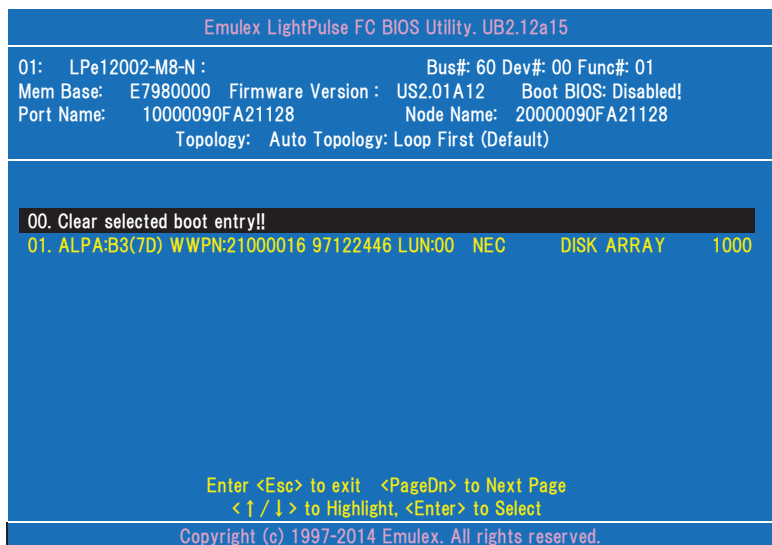 Emulex LightPulse FC BIOS Utility. UB2.12a15
01: LPe12002-M8-N : Bus#: 60 Dev#: 00 Func#: 01
Mem Base: E7980000 Firmware Version : US2.01A12 Boot BIOS: Disabled!
Port Name: 10000090FA21128 Node Name: 20000090FA21128
Topology: Auto Topology: Loop First (Default)
00. Clear selected boot entry!!
01. ALPA:B3(7D) WWPN:21000016 97122446 LUN:00 NEC DISK ARRAY 1000
Enter <Esc> to exit <PageDn> to Next Page
<↑/↓> to Highlight, <Enter> to Select
Copyright (c) 1997-2014 Emulex. All rights reserved.